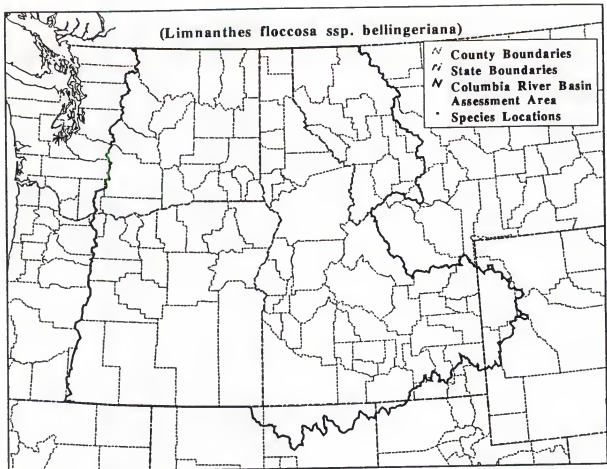 (Limnanthes floccosa ssp. bellingeriana)
County Boundaries
State Boundaries
Columbia River Basin
Assessment Area
Species Locations